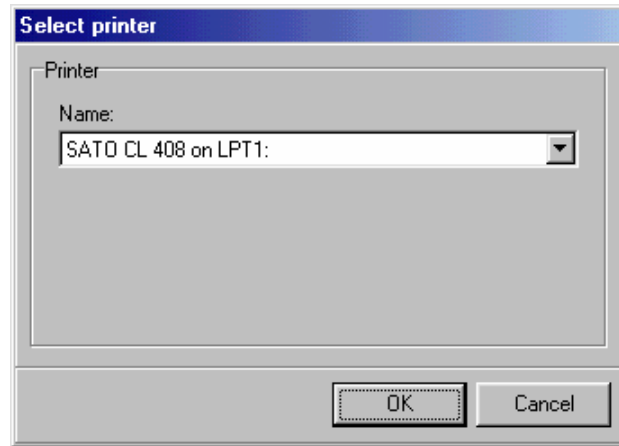 Select printer
Printer
Name:
SATO CL 408 on LPT1:
OK
Cancel